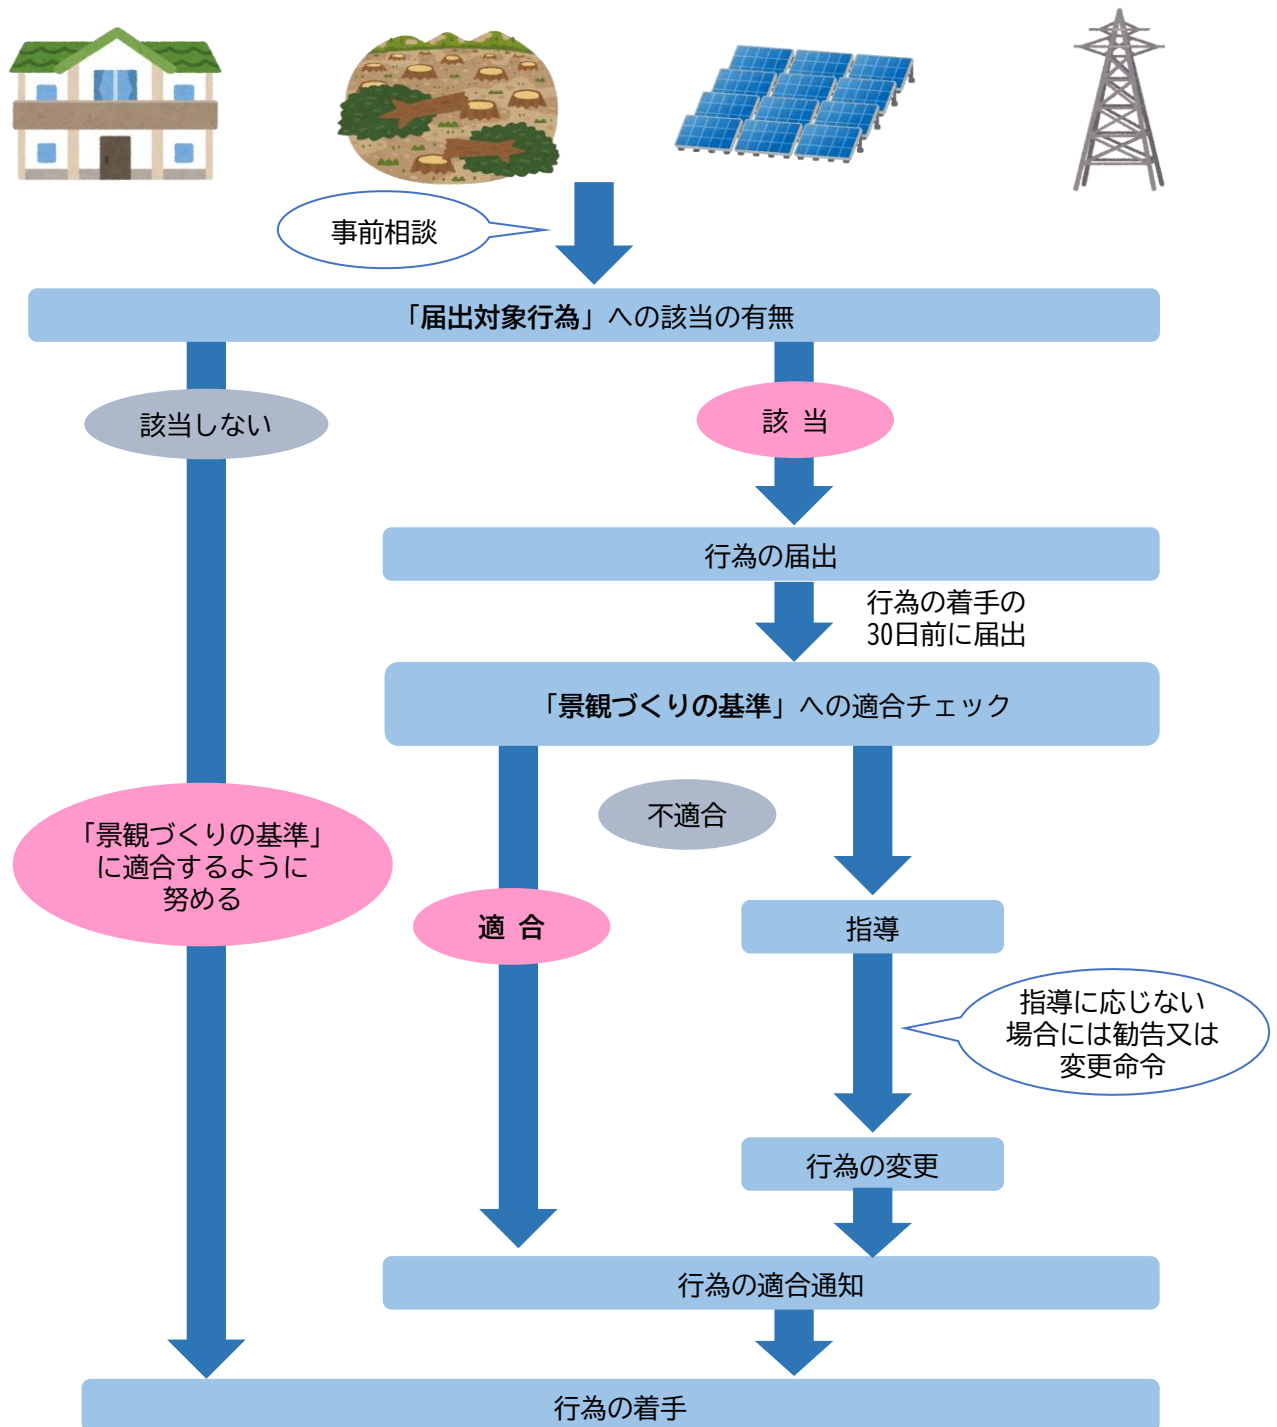 事前相談
「届出対象行為」への該当の有無
該当しない
該 当
行為の届出
行為の着手の
30日前に届出
「景観づくりの基準」への適合チェック
不適合
「景観づくりの基準」
に適合するように
努める
適 合
指導
指導に応じない
場合には勧告又は
変更命令
行為の変更
行為の適合通知
行為の着手